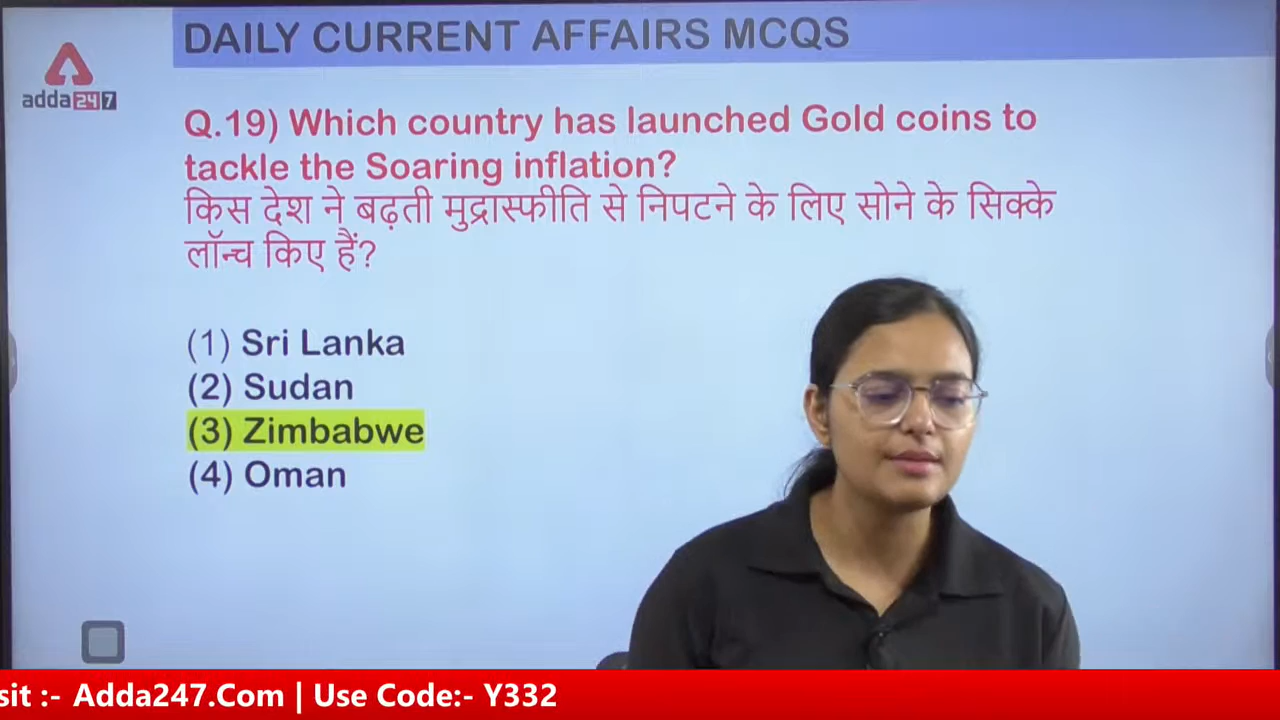 DAILY CURRENT AFFAIRS MCQS
adda247
Q.19) Which country has launched Gold coins to
tackle the Soaring inflation?
किस देश ने बढ़ती मुद्रास्फीति से निपटने के लिए सोने के सिक्के
लॉन्च किए हैं?
(1) Sri Lanka
(2) Sudan
(3) Zimbabwe
(4) Oman
sit :- Adda247.Com | Use Code:- Y332